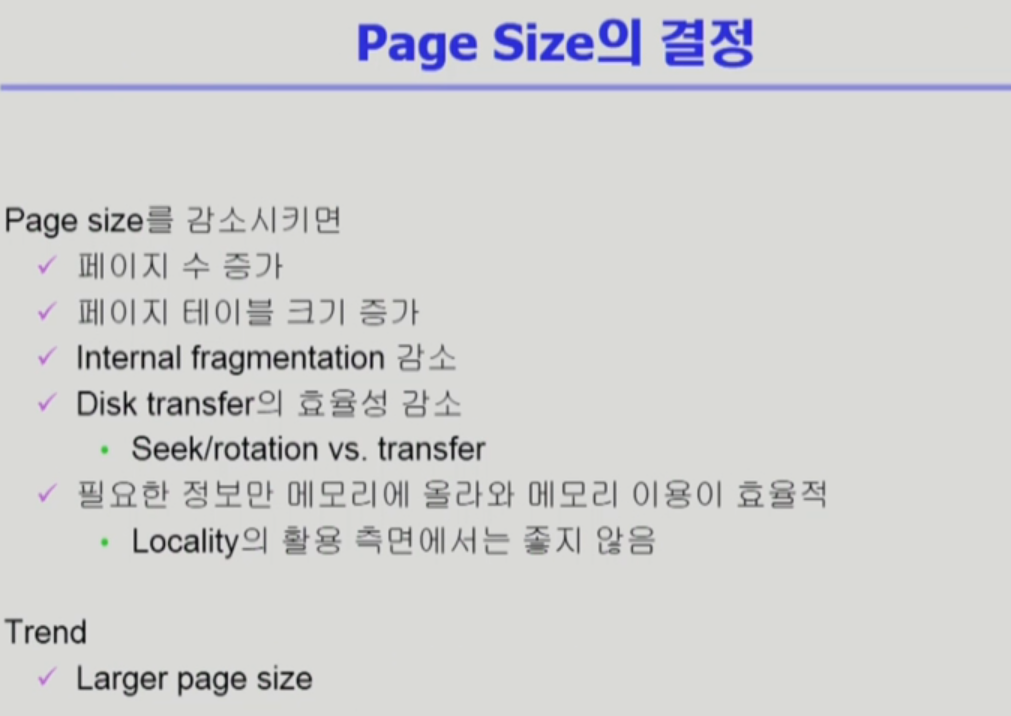 Page Size의 결정
Page size를 감소시키면
✓ 페이지 수 증가
✓ 페이지 테이블 크기 증가
✓ Internal fragmentation 감소
✓ Disk transfer의 효율성 감소
• Seek/rotation vs. transfer
✓ 필요한 정보만 메모리에 올라와 메모리 이용이 효율적
• Locality의 활용 측면에서는 좋지 않음
Trend
✓ Larger page size